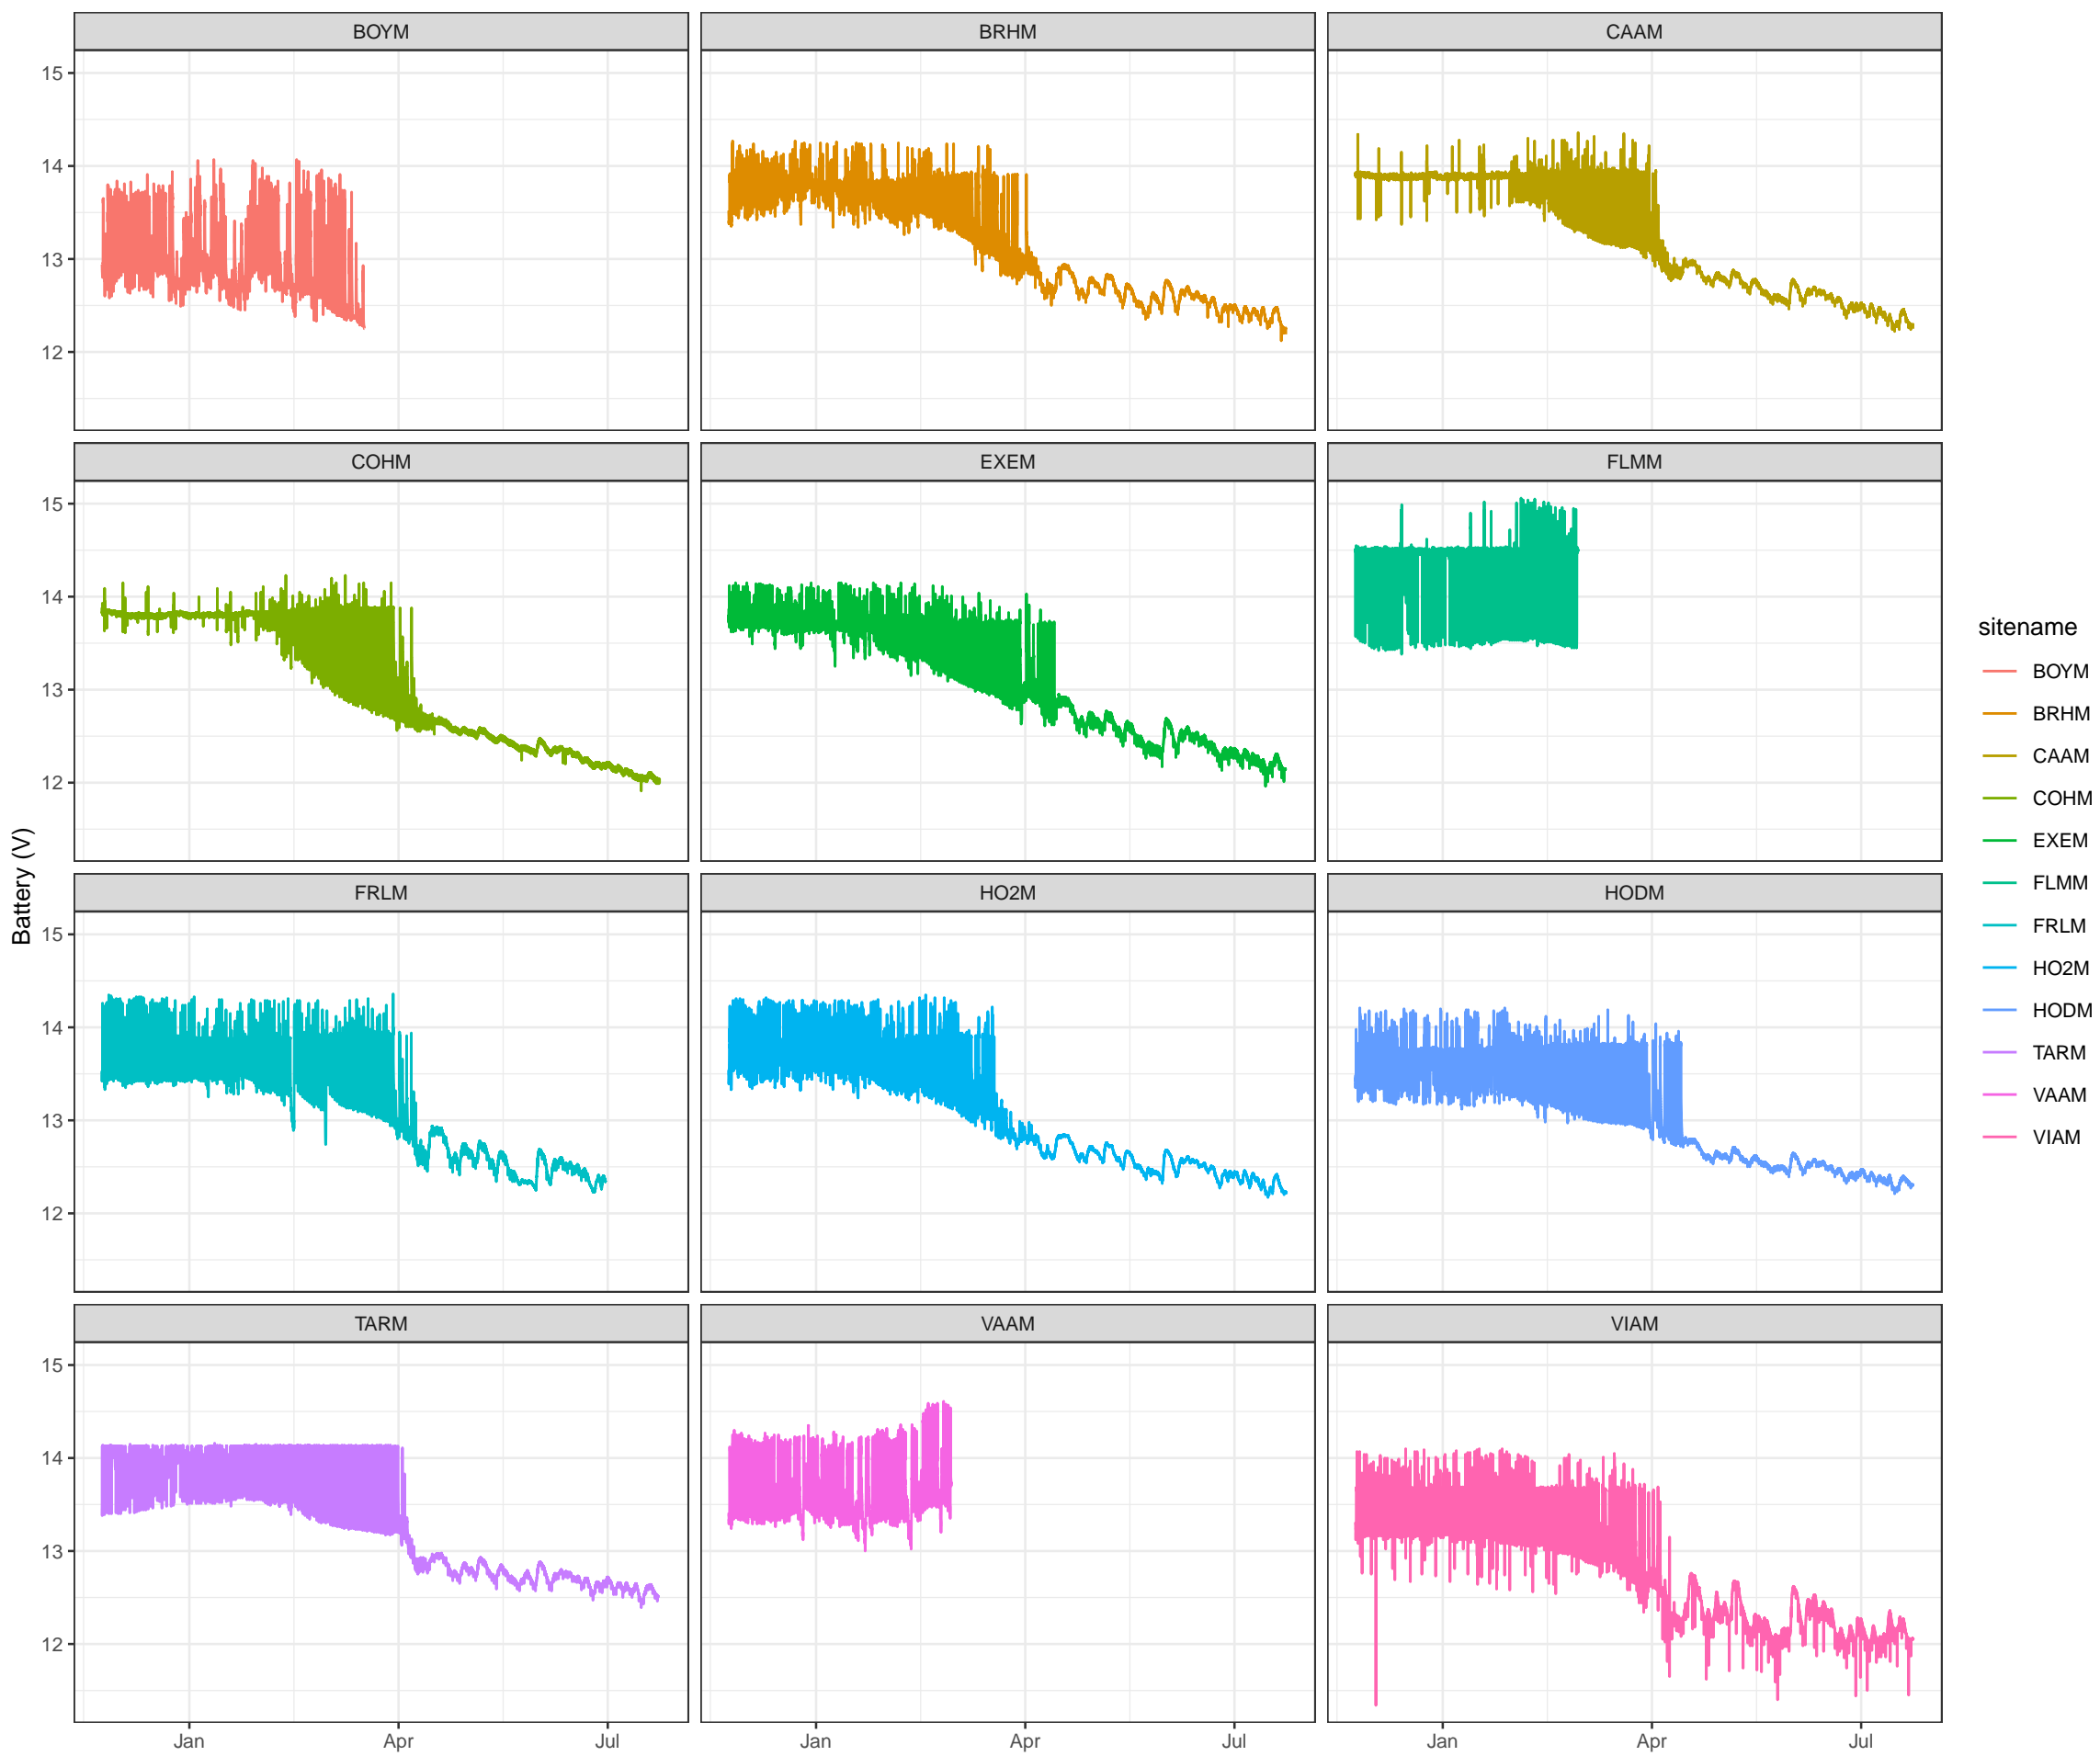 BOYM
BRHM
CAAM
15
14
13
12
COHM
EXEM
FLMM
15
14
13
12
FRLM
HO2M
HODM
15
14
13
12
TARM
VAAM
VIAM
15
14
13
12
Jan
Apr
Jul
Jan
Apr
Jul
Jan
Apr
Jul
Battery (V)
sitename
BOYM
BRHM
CAAM
COHM
EXEM
FLMM
FRLM
HO2M
HODM
TARM
VAAM
VIAM